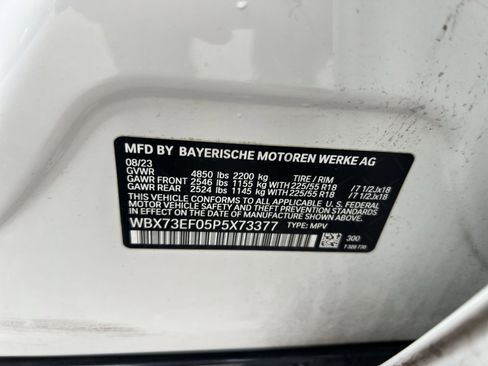 MFD BY BAYERISCHE MOTOREN WERKE AG
08/23
GVWR 4850 lbs 2200 kg TIRE / RIM
GAWR FRONT 2546 lbs 1155 kg WITH 225/55 R18 / 7 1/2Jx18
GAWR REAR 2524 lbs 1145 kg WITH 225/55 R18 / 7 1/2Jx18
THIS VEHICLE CONFORMS TO ALL APPLICABLE
U.S. FEDERAL MOTOR VEHICLE SAFETY
STANDARDS IN EFFECT ON THE DATE OF
MANUFACTURE SHOWN ABOVE.
WBX73EF05P5X73377 TYPE: MPV
300